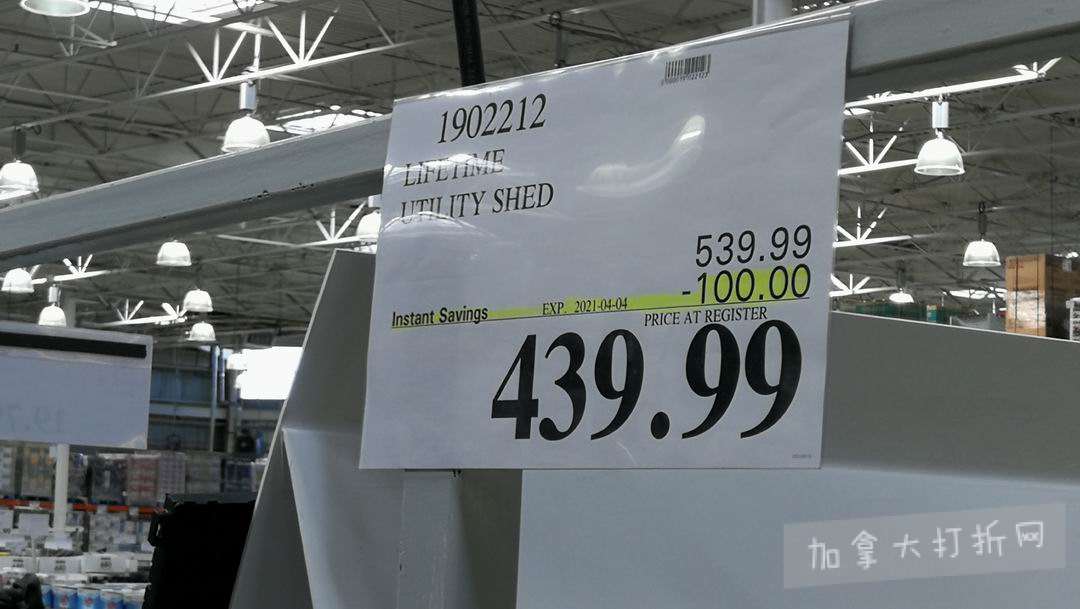 1902212
LIFETIME
UTILITY SHED
539.99
-100.00
Instant Savings EXP. 2021-04-04
PRICE AT REGISTER
439.99
加拿大打折网